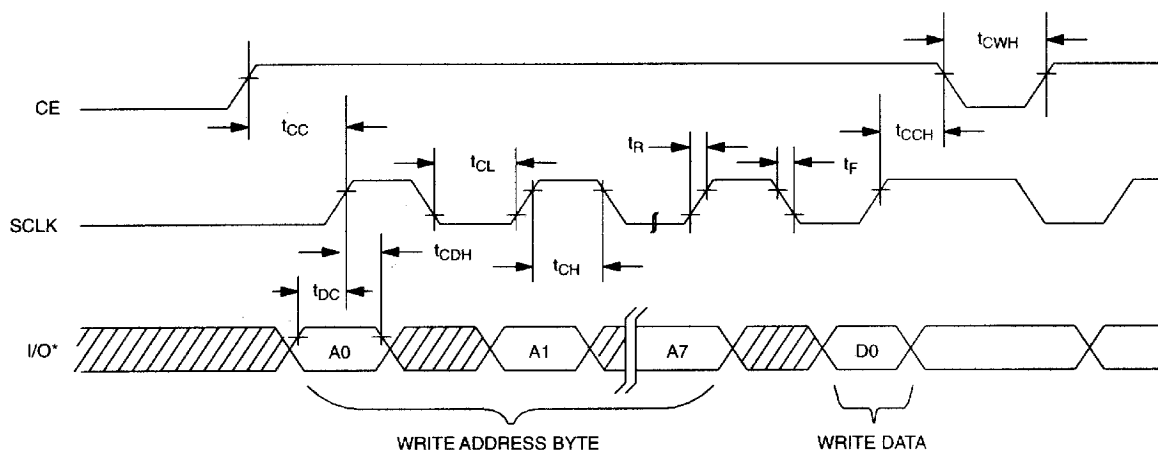 tCWH
CE
tCC
tCCH
tR
tF
tCL
SCLK
tCDH
tCH
tDC
I/O*
A0
A1
A7
D0
WRITE ADDRESS BYTE
WRITE DATA